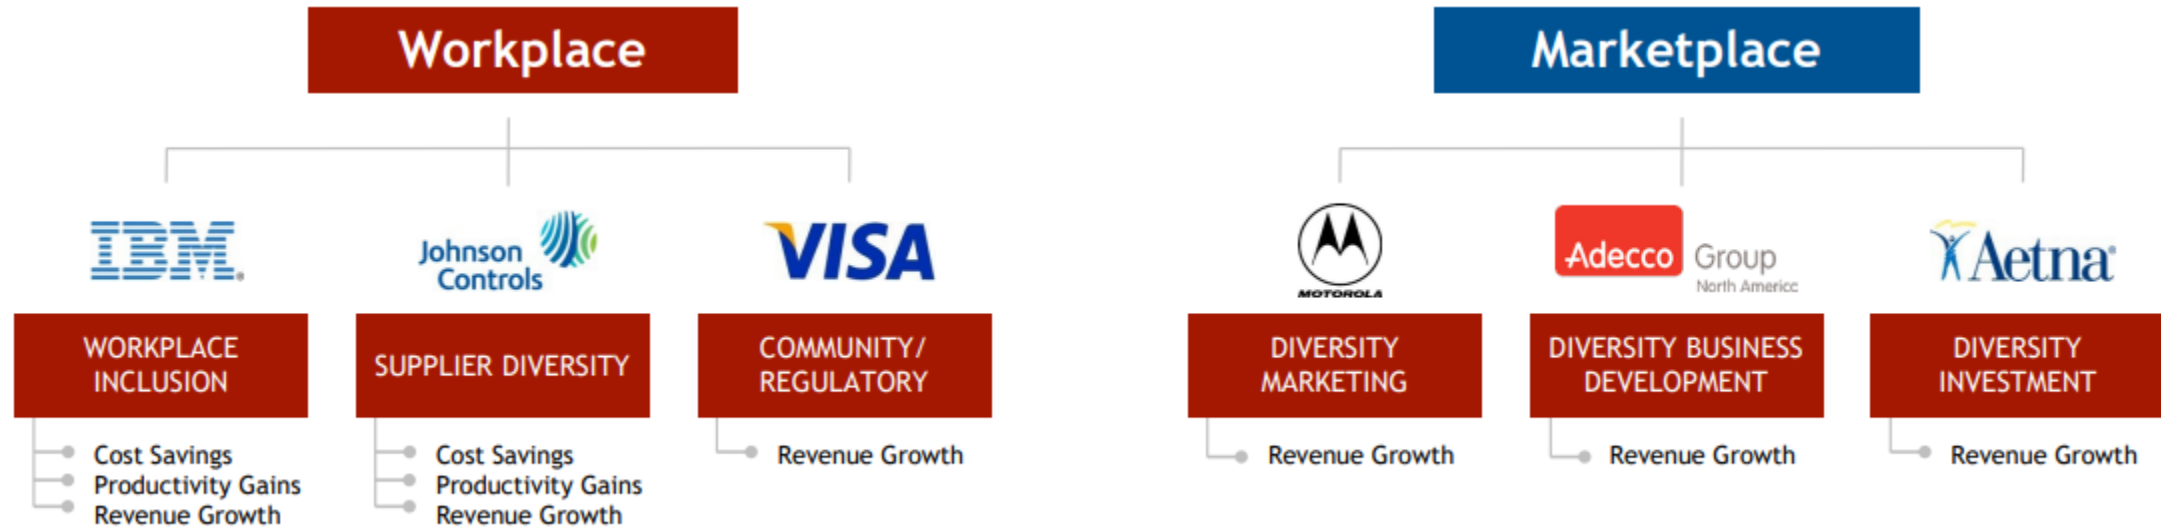 Workplace
Marketplace
IBM
Johnson
Controls
VISA
MOTOROLA
Adecco
Group
North America
Aetna
WORKPLACE
INCLUSION
SUPPLIER DIVERSITY
COMMUNITY/
REGULATORY
DIVERSITY
MARKETING
DIVERSITY BUSINESS
DEVELOPMENT
DIVERSITY
INVESTMENT
Cost Savings
Productivity Gains
Revenue Growth
Cost Savings
Productivity Gains
Revenue Growth
Revenue Growth
Revenue Growth
Revenue Growth
Revenue Growth